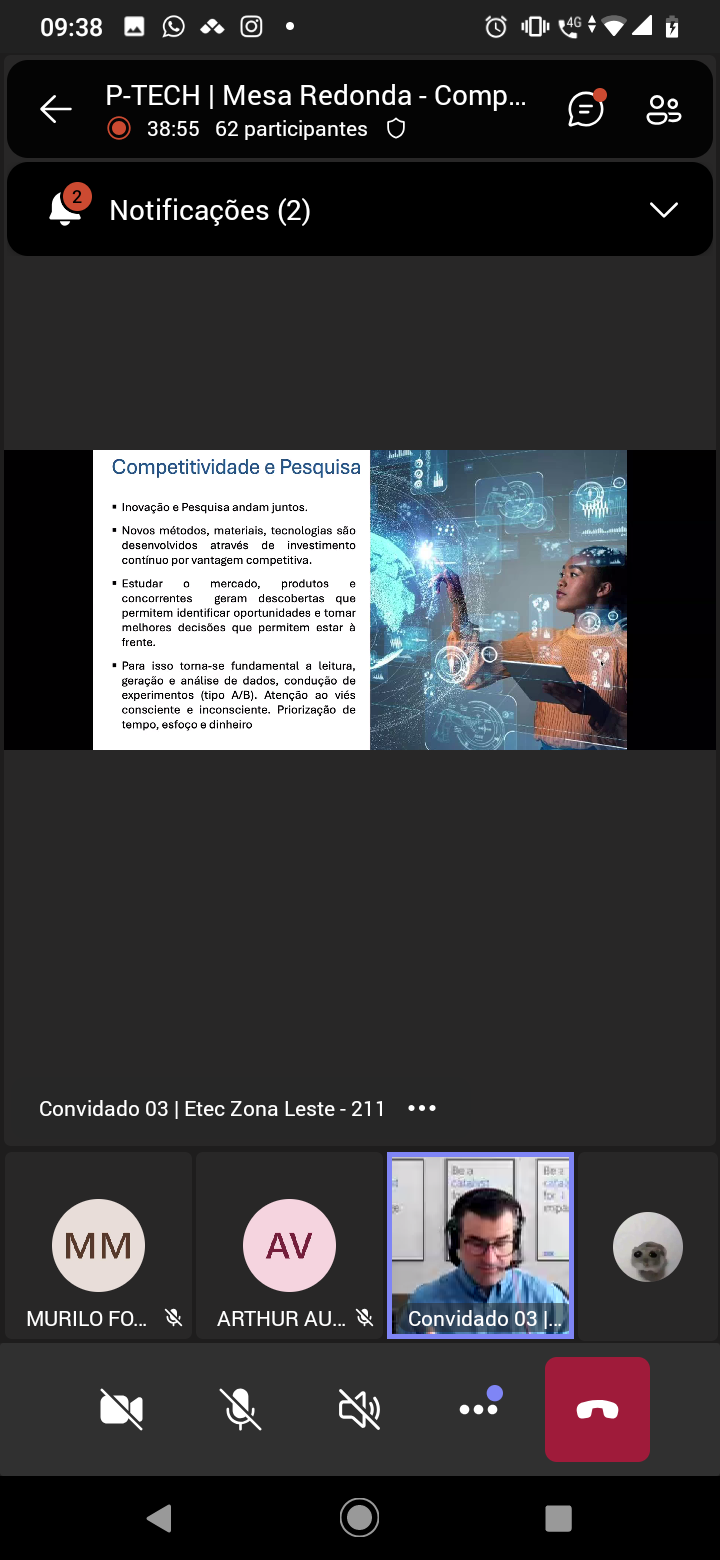 09:38
4G
P-TECH | Mesa Redonda - Comp...
38:55 62 participantes
2
Notificações (2)
Competitividade e Pesquisa
▪ Inovação e Pesquisa andam juntos.
▪ Novos métodos, materiais, tecnologias são
desenvolvidos através de investimento
contínuo por vantagem competitiva.
▪ Estudar o mercado, produtos e
concorrentes geram descobertas que
permitem identificar oportunidades e tomar
melhores decisões que permitem estar à
frente.
▪ Para isso torna-se fundamental a leitura,
geração e análise de dados, condução de
experimentos (tipo A/B). Atenção ao viés
consciente e inconsciente. Priorização de
tempo, esfoço e dinheiro
Convidado 03 | Etec Zona Leste - 211
MM
MURILO FO...
AV
ARTHUR AU...
Be a
catalyst
Be a
for
Convidado 03 |...